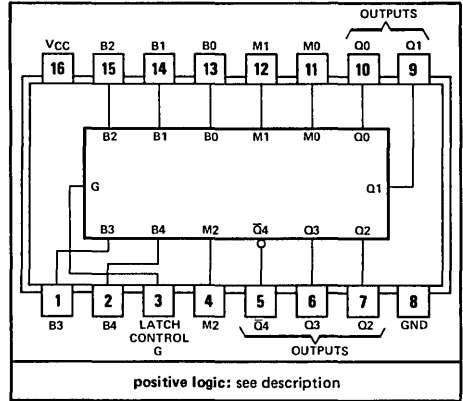 OUTPUTS
VCC B2 B1 B0 M1 M0 Q0 Q1
16 15 14 13 12 11 10 9
B2 B1 B0 M1 M0 Q0
G Q1
B3 B4 M2 Q̅4 Q3 Q2
1 2 3 4 5 6 7 8
B3 B4 LATCH CONTROL G M2 Q̅4 Q3 Q2 GND
OUTPUTS
positive logic: see description